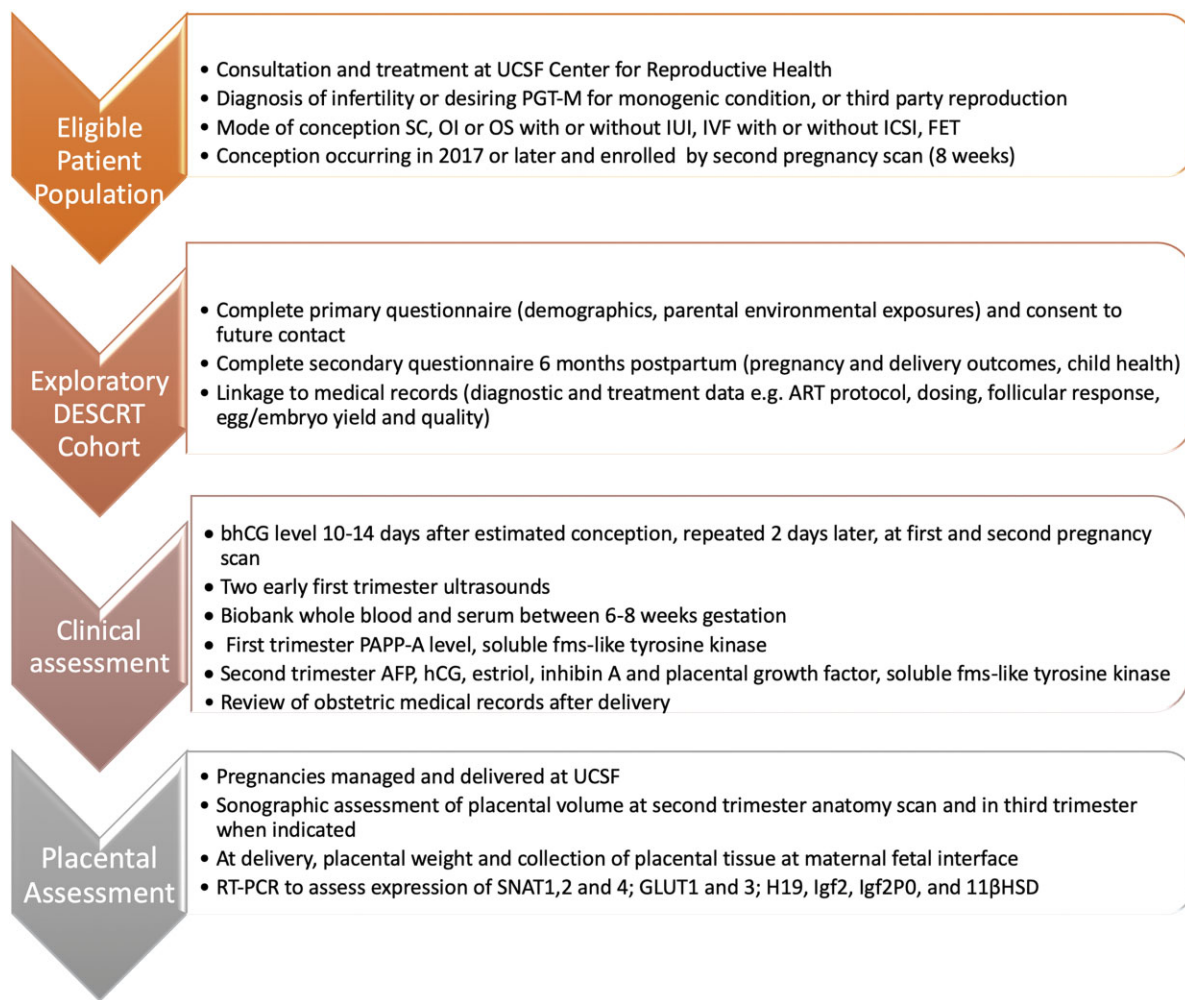 Eligible
Patient
Population
• Consultation and treatment at UCSF Center for Reproductive Health
• Diagnosis of infertility or desiring PGT-M for monogenic condition, or third party reproduction
• Mode of conception SC, OI or OS with or without IUI, IVF with or without ICSI, FET
• Conception occurring in 2017 or later and enrolled by second pregnancy scan (8 weeks)
Exploratory
DESCRT
Cohort
• Complete primary questionnaire (demographics, parental environmental exposures) and consent to
future contact
• Complete secondary questionnaire 6 months postpartum (pregnancy and delivery outcomes, child health)
• Linkage to medical records (diagnostic and treatment data e.g. ART protocol, dosing, follicular response,
egg/embryo yield and quality)
Clinical
assessment
• bhCG level 10-14 days after estimated conception, repeated 2 days later, at first and second pregnancy
scan
• Two early first trimester ultrasounds
• Biobank whole blood and serum between 6-8 weeks gestation
• First trimester PAPP-A level, soluble fms-like tyrosine kinase
• Second trimester AFP, hCG, estriol, inhibin A and placental growth factor, soluble fms-like tyrosine kinase
• Review of obstetric medical records after delivery
Placental
Assessment
• Pregnancies managed and delivered at UCSF
• Sonographic assessment of placental volume at second trimester anatomy scan and in third trimester
when indicated
• At delivery, placental weight and collection of placental tissue at maternal fetal interface
• RT-PCR to assess expression of SNAT1,2 and 4; GLUT1 and 3; H19, Igf2, Igf2P0, and 11βHSD